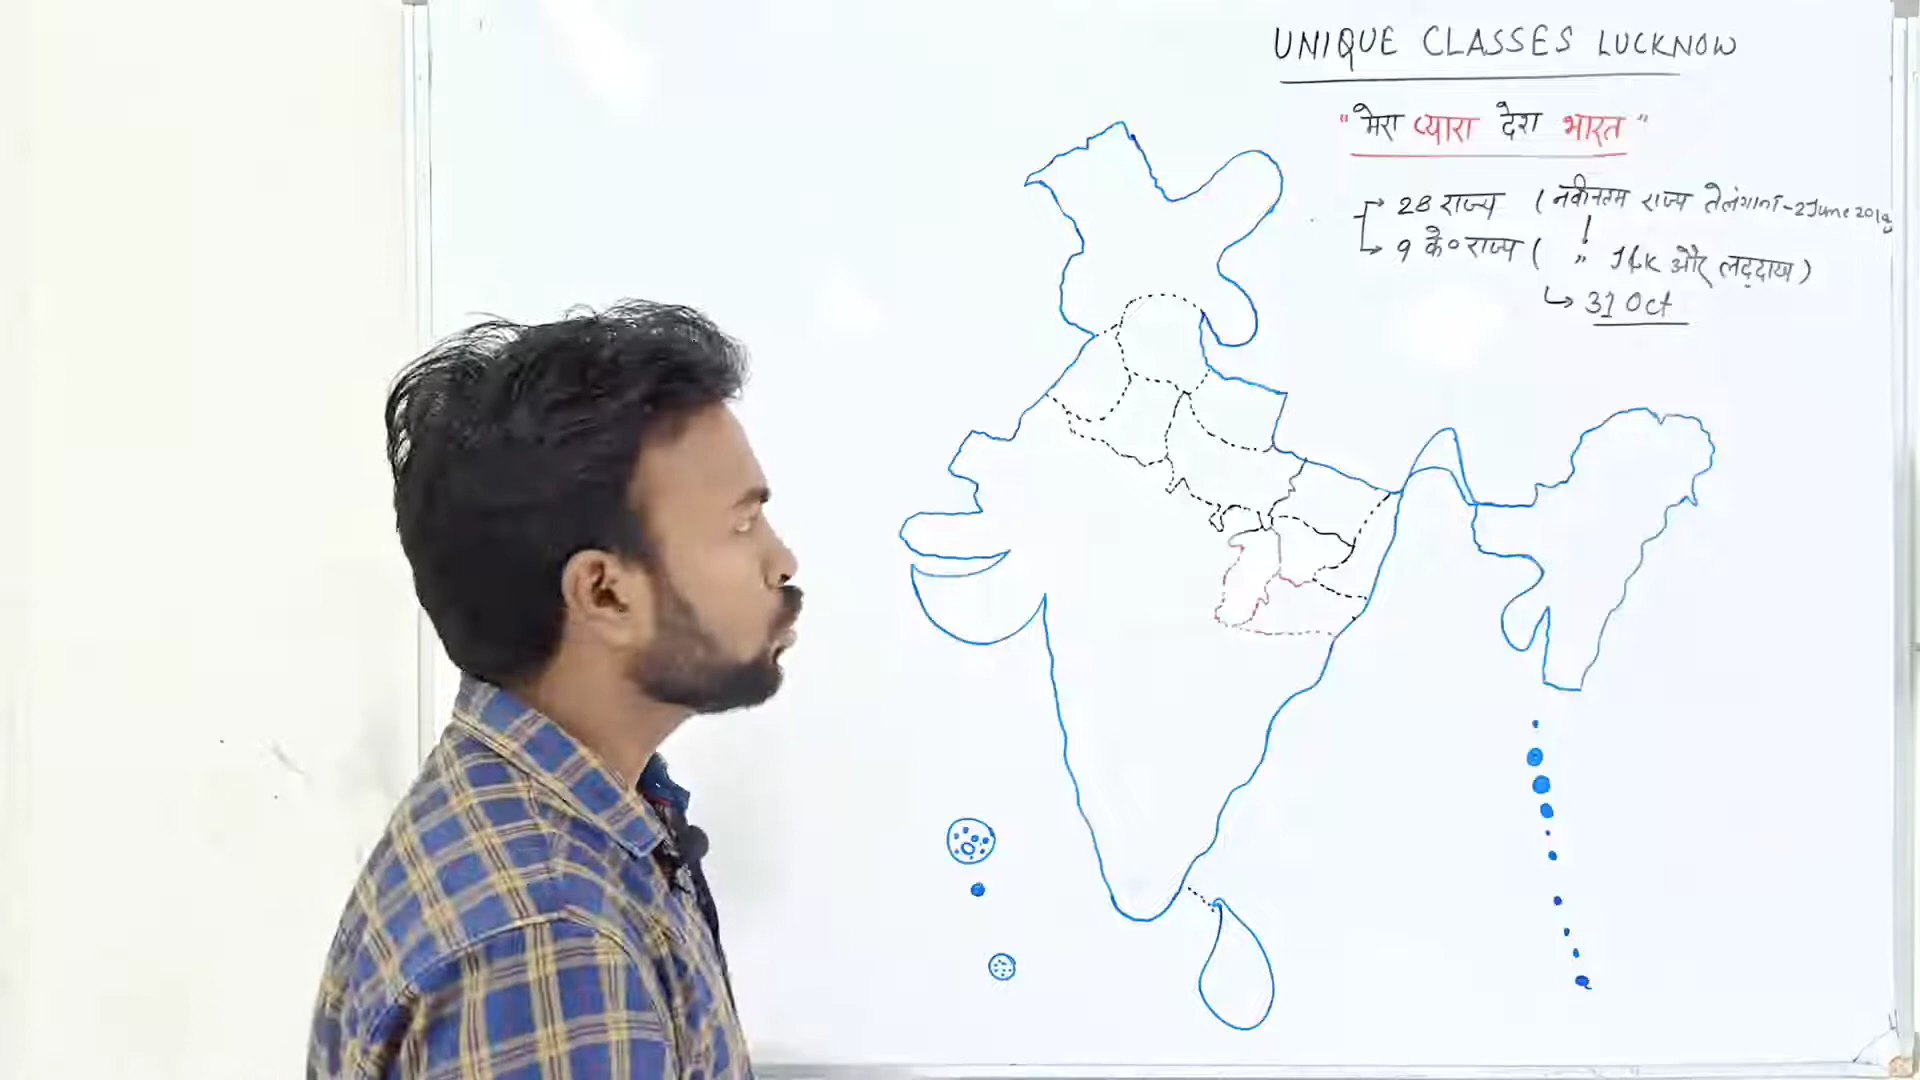 UNIQUE CLASSES LUCKNOW
"मेरा प्यारा देश भारत"
28 राज्य ( नवीनतम राज्य तेलंगाना - 2 June 2014
9 के० राज्य ( " J&K और लद्दाख )
31 Oct